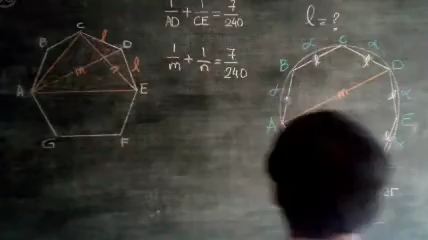 1/AD + 1/CE = 7/240
l = ?
1/m + 1/n = 7/240
C
B
D
l
m
n
l
A
E
G
F
α
C
α
B
D
α
m
α
A
E